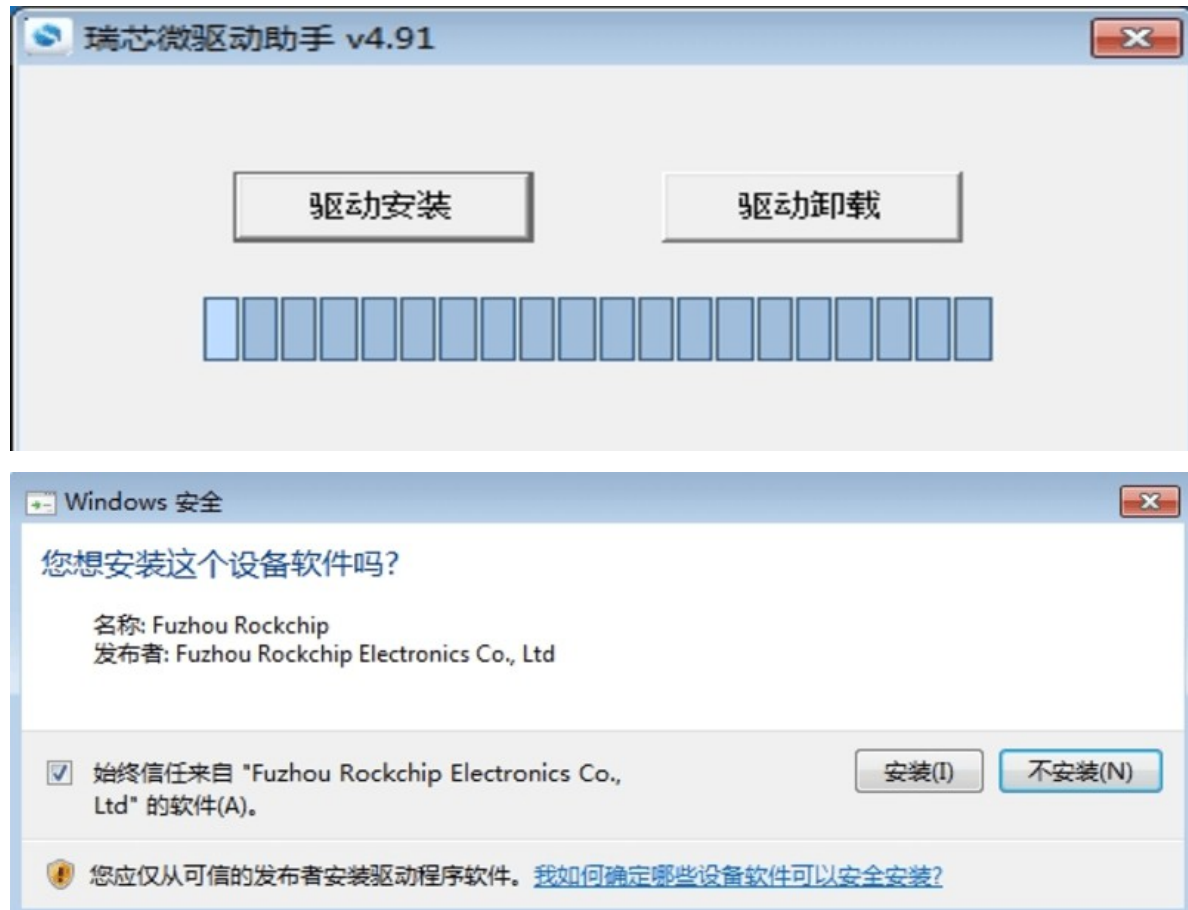 瑞芯微驱动助手 v4.91
驱动安装
驱动卸载
Windows 安全
您想安装这个设备软件吗?
名称: Fuzhou Rockchip
发布者: Fuzhou Rockchip Electronics Co., Ltd
始终信任来自 "Fuzhou Rockchip Electronics Co.,
Ltd" 的软件(A)。
安装(I)
不安装(N)
您应仅从可信的发布者安装驱动程序软件。我如何确定哪些设备软件可以安全安装?